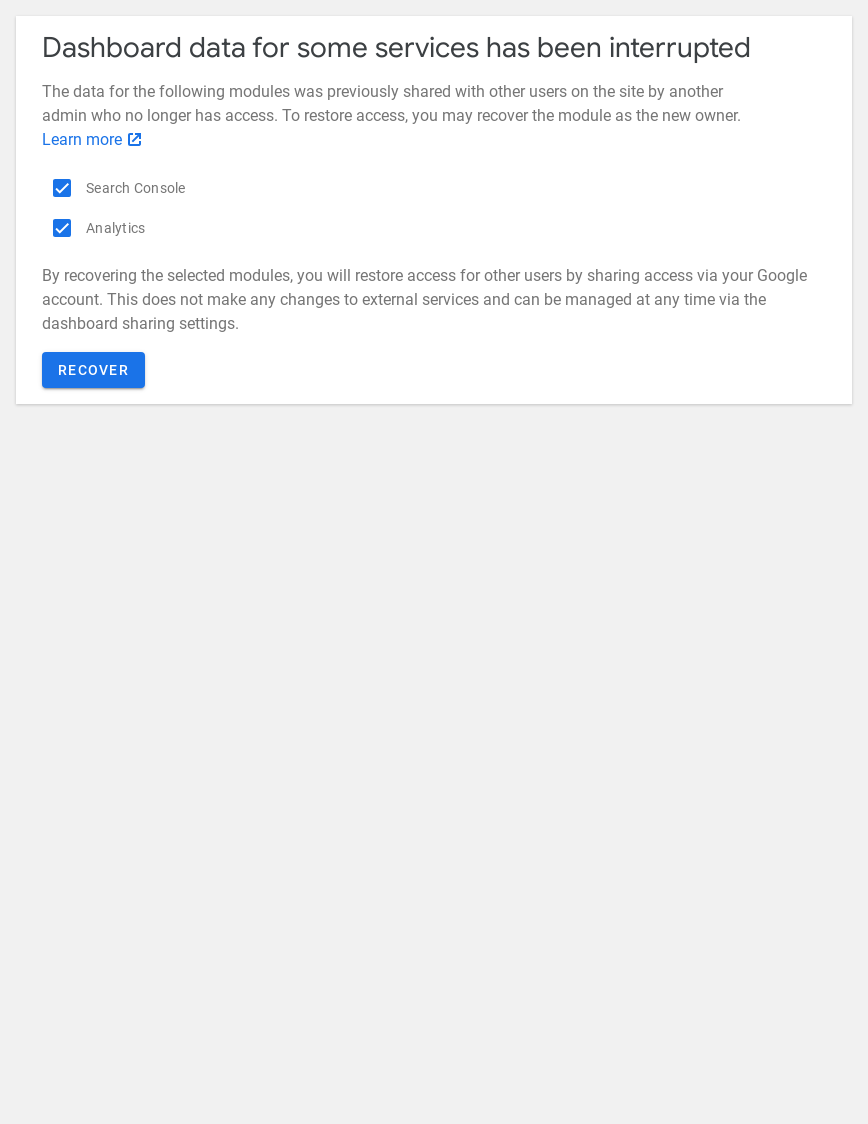 Dashboard data for some services has been interrupted
The data for the following modules was previously shared with other users on the site by another
admin who no longer has access. To restore access, you may recover the module as the new owner.
Learn more
Search Console
Analytics
By recovering the selected modules, you will restore access for other users by sharing access via your Google
account. This does not make any changes to external services and can be managed at any time via the
dashboard sharing settings.
RECOVER